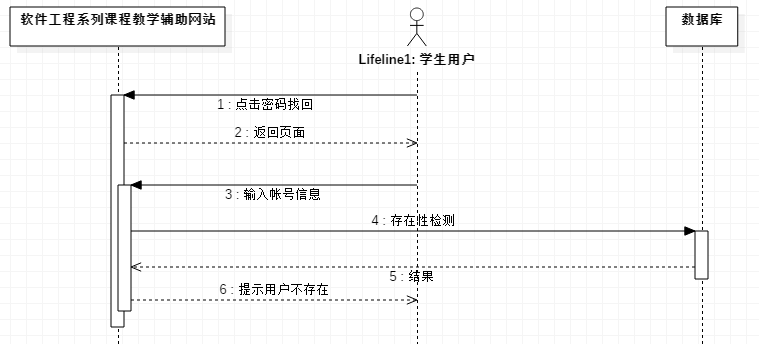 软件工程系列课程教学辅助网站
数据库
Lifeline1: 学生用户
1 : 点击密码找回
2 : 返回页面
3 : 输入帐号信息
4 : 存在性检测
5 : 结果
6 : 提示用户不存在